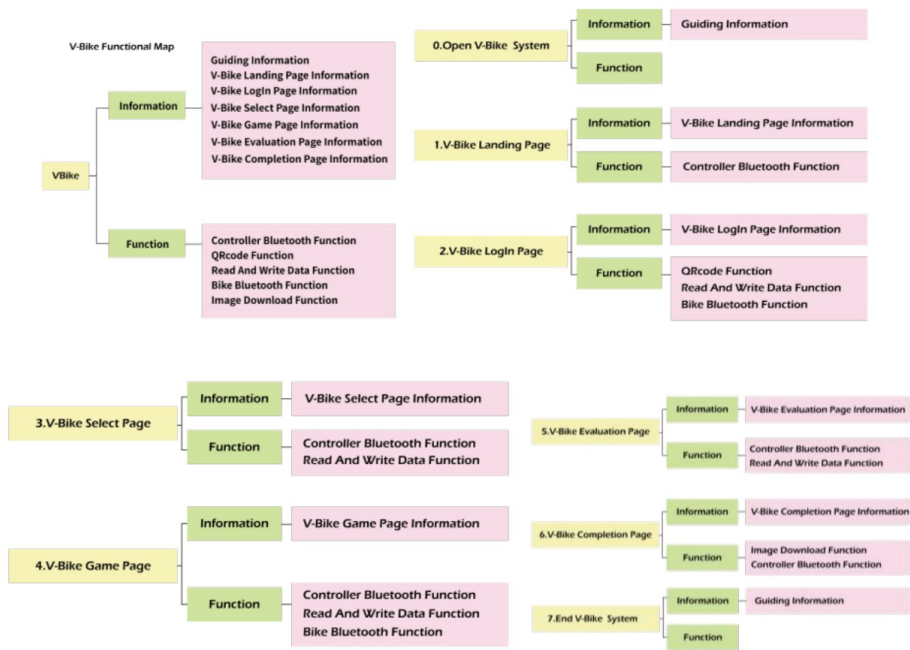 V-Bike Functional Map
VBike
Information
Guiding Information
V-Bike Landing Page Information
V-Bike LogIn Page Information
V-Bike Select Page Information
V-Bike Game Page Information
V-Bike Evaluation Page Information
V-Bike Completion Page Information
Function
Controller Bluetooth Function
QRcode Function
Read And Write Data Function
Bike Bluetooth Function
Image Download Function
0.Open V-Bike System
Information
Guiding Information
Function
1.V-Bike Landing Page
Information
V-Bike Landing Page Information
Function
Controller Bluetooth Function
2.V-Bike LogIn Page
Information
V-Bike LogIn Page Information
Function
QRcode Function
Read And Write Data Function
Bike Bluetooth Function
3.V-Bike Select Page
Information
V-Bike Select Page Information
Function
Controller Bluetooth Function
Read And Write Data Function
4.V-Bike Game Page
Information
V-Bike Game Page Information
Function
Controller Bluetooth Function
Read And Write Data Function
Bike Bluetooth Function
5.V-Bike Evaluation Page
Information
V-Bike Evaluation Page Information
Function
Controller Bluetooth Function
Read And Write Data Function
6.V-Bike Completion Page
Information
V-Bike Completion Page Information
Function
Image Download Function
Controller Bluetooth Function
7.End V-Bike System
Information
Guiding Information
Function